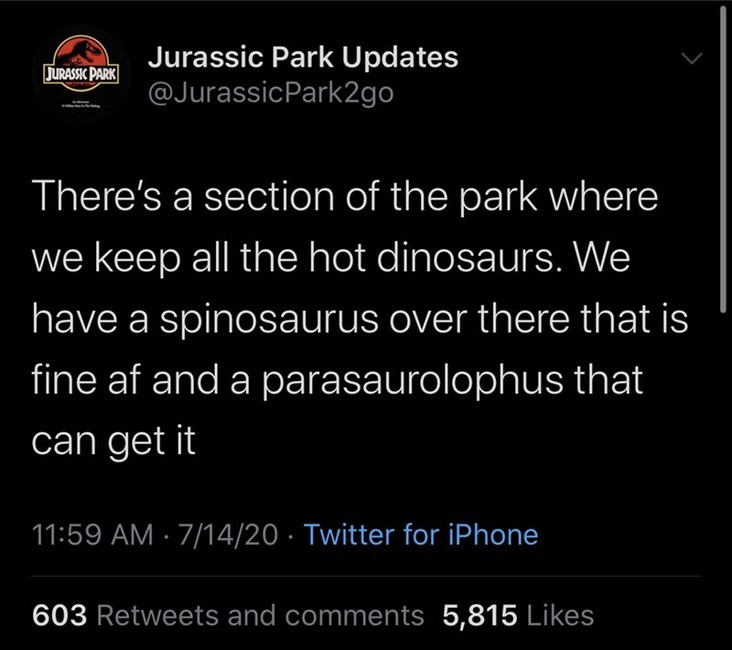 JURASSIC PARK
Jurassic Park Updates
@JurassicPark2go
There’s a section of the park where
we keep all the hot dinosaurs. We
have a spinosaurus over there that is
fine af and a parasaurolophus that
can get it
11:59 AM · 7/14/20 · Twitter for iPhone
603 Retweets and comments 5,815 Likes